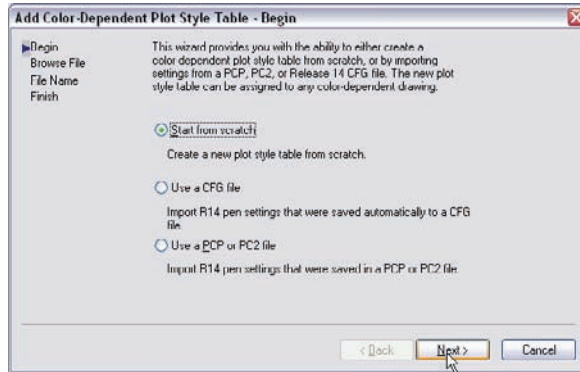 Add Color-Dependent Plot Style Table - Begin
Begin
Browse File
File Name
Finish
This wizard provides you with the ability to either create a
color dependent plot style table from scratch, or by importing
settings from a PCP, PC2, or Release 14 CFG file. The new plot
style table can be assigned to any color-dependent drawing.
Start from scratch
Create a new plot style table from scratch.
Use a CFG file
Import R14 pen settings that were saved automatically to a CFG
file.
Use a PCP or PC2 file
Import R14 pen settings that were saved in a PCP or PC2 file
< Back
Next >
Cancel